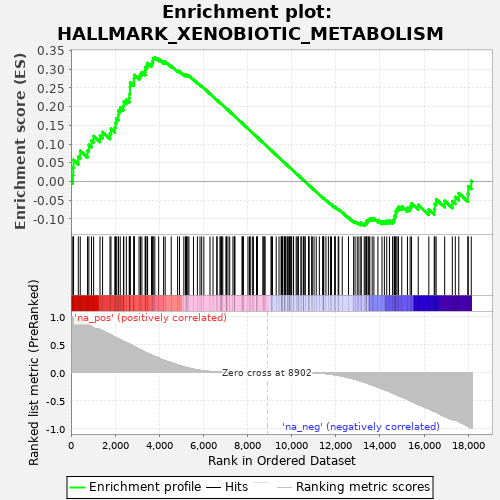 Enrichment plot:
HALLMARK_XENOBIOTIC_METABOLISM
Enrichment score (ES)
0.35
0.30
0.25
0.20
0.15
0.10
0.05
0.00
-0.05
-0.10
Ranked list metric (PreRanked)
1.0
0.5
0.0
-0.5
-1.0
'na_pos' (positively correlated)
Zero cross at 8902
'na_neg' (negatively correlated)
0
2,000
4,000
6,000
8,000
10,000
12,000
14,000
16,000
18,000
Rank in Ordered Dataset
Enrichment profile
Hits
Ranking metric scores